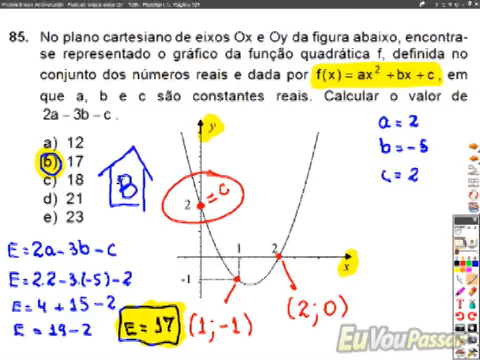 85. No plano cartesiano de eixos Ox e Oy da figura abaixo, encontra-
se representado o gráfico da função quadrática f, definida no
conjunto dos números reais e dada por f(x) = ax² + bx + c, em
que a, b e c são constantes reais. Calcular o valor de
2a – 3b – c.
a) 12
b) 17
c) 18
d) 21
e) 23
B
y
2
= c
1
2
x
-1
(1; -1)
(2; 0)
a = 2
b = -5
c = 2
E = 2a - 3b - c
E = 2.2 - 3.(-5) - 2
E = 4 + 15 - 2
E = 19 - 2
E = 17
EuVouPassar